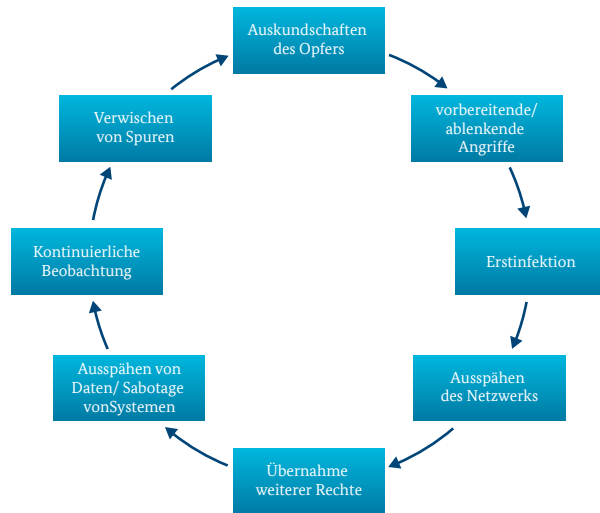 Auskundschaften
des Opfers
vorbereitende/
ablenkende
Angriffe
Erstinfektion
Ausspähen
des Netzwerks
Übernahme
weiterer Rechte
Ausspähen von
Daten/ Sabotage
vonSystemen
Kontinuierliche
Beobachtung
Verwischen
von Spuren